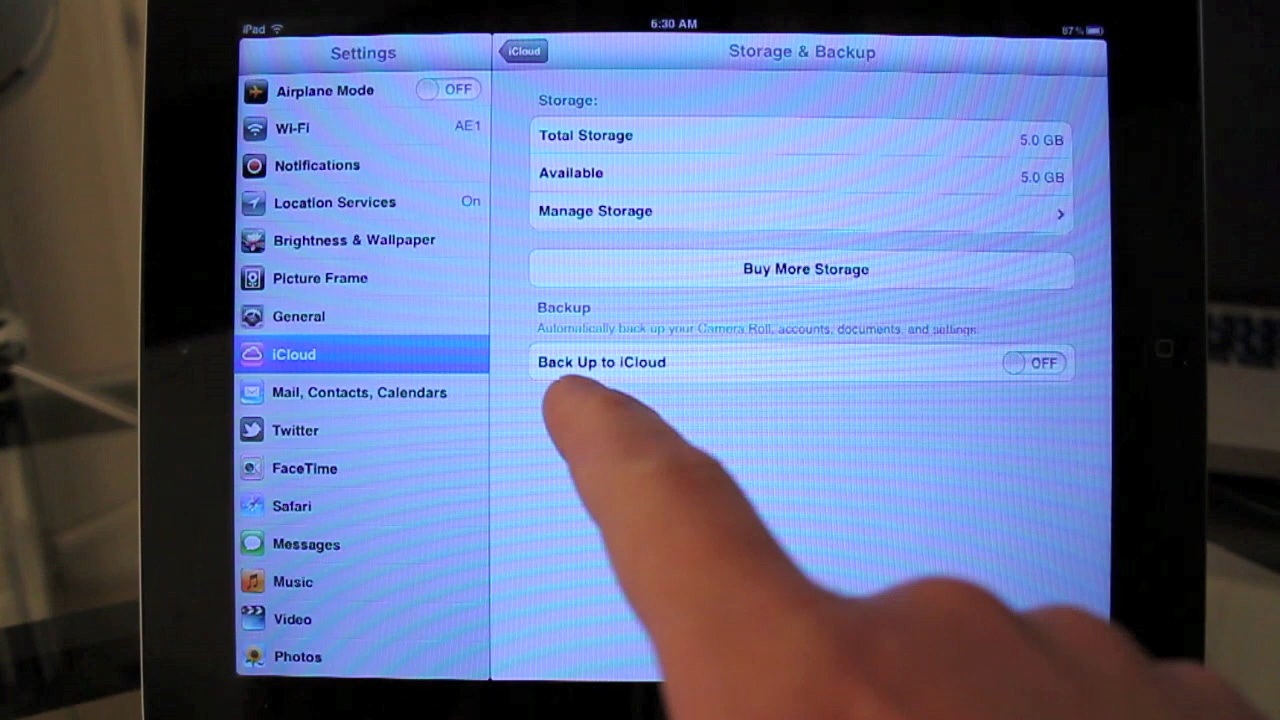 iPad
6:30 AM
87%
Settings
iCloud
Storage & Backup
Airplane Mode
OFF
Wi-Fi
AE1
Notifications
Location Services
On
Brightness & Wallpaper
Picture Frame
General
iCloud
Mail, Contacts, Calendars
Twitter
FaceTime
Safari
Messages
Music
Video
Photos
Storage:
Total Storage
5.0 GB
Available
5.0 GB
Manage Storage
Buy More Storage
Backup
Automatically back up your Camera Roll, accounts, documents, and settings.
Back Up to iCloud
OFF